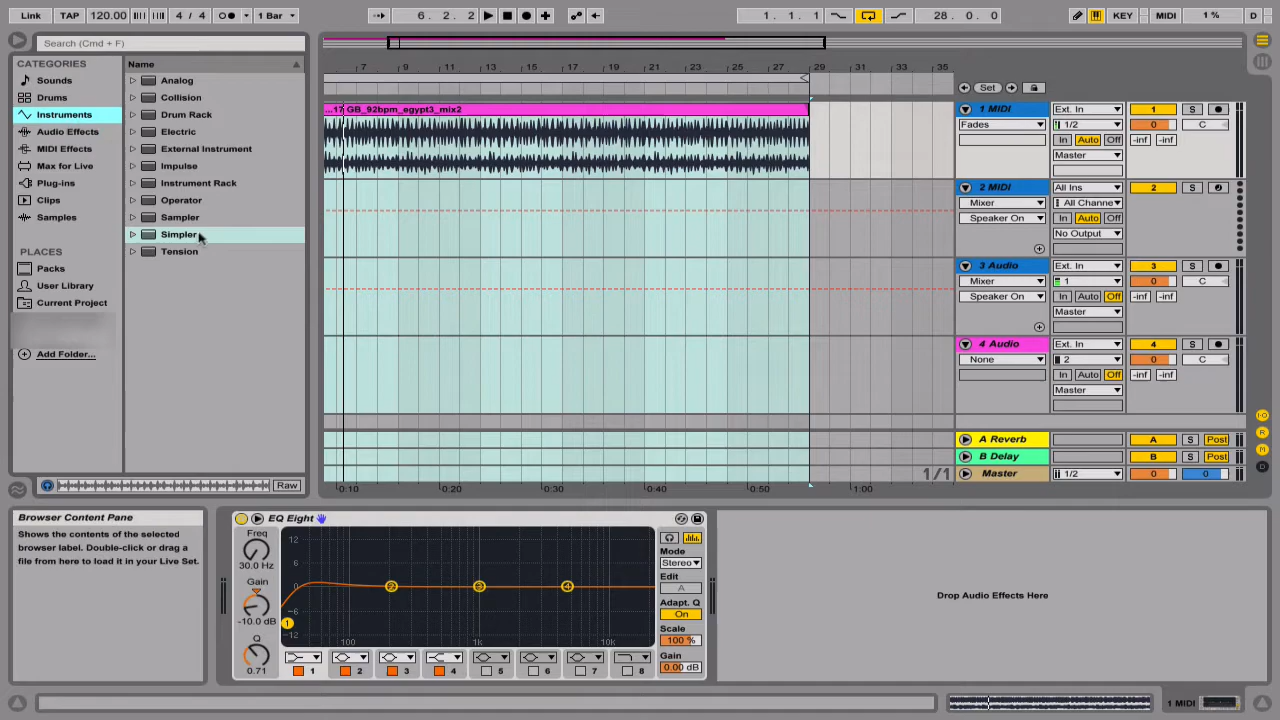 Link TAP 120.00 4 / 4 1 Bar 6. 2. 2 1. 1. 1 28. 0. 0 KEY MIDI 1 % D
Search (Cmd + F)
CATEGORIES
Sounds
Drums
Instruments
Audio Effects
MIDI Effects
Max for Live
Plug-ins
Clips
Samples
PLACES
Packs
User Library
Current Project
Add Folder...
Name
Analog
Collision
Drum Rack
Electric
External Instrument
Impulse
Instrument Rack
Operator
Sampler
Simpler
Tension
Raw
7 9 11 13 15 17 19 21 23 25 27 29 31 33 35
Set
GB_92bpm_egypt3_mix2
1 MIDI Ext. In 1 S
Fades 1/2 0 C
In Auto Off -inf -inf
Master
2 MIDI All Ins 2 S
Mixer All Channe
Speaker On In Auto Off
No Output
3 Audio Ext. In 3 S
Mixer 1 0 C
Speaker On In Auto Off -inf -inf
Master
4 Audio Ext. In 4 S
None 2 0 C
In Auto Off -inf -inf
Master
A Reverb A S Post
B Delay B S Post
1/1 Master 1/2 0 0
0:10 0:20 0:30 0:40 0:50 1:00
Browser Content Pane
Shows the contents of the selected
browser label. Double-click or drag a
file from here to load it in your Live Set.
EQ Eight
Freq
30.0 Hz
Gain
-10.0 dB
Q
0.71
12
6
0
-6
-12
100 1k 10k
1 2 3 4
Mode
Stereo
Edit
A
Adapt. Q
On
Scale
100 %
Gain
0.00 dB
1 2 3 4 5 6 7 8
Drop Audio Effects Here
1 MIDI